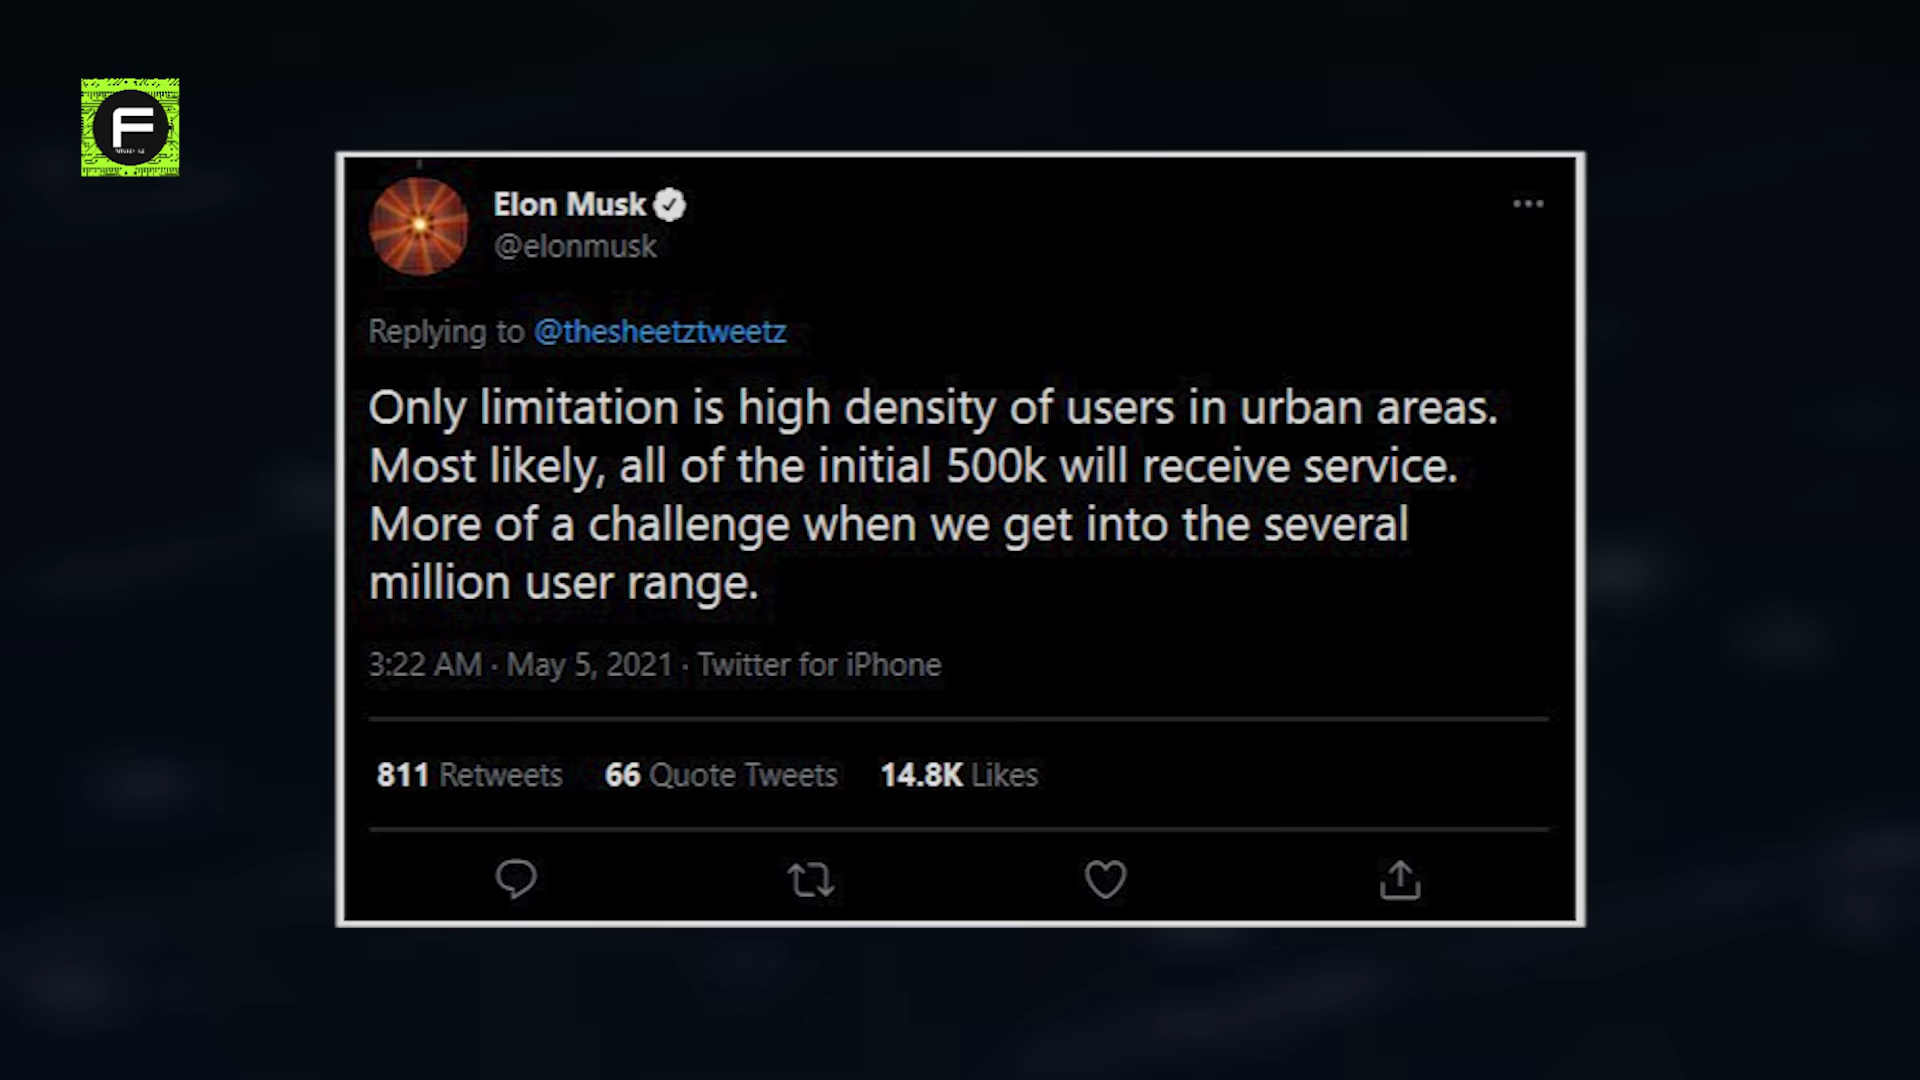 F
Elon Musk
@elonmusk
Replying to @thesheetztweetz
Only limitation is high density of users in urban areas.
Most likely, all of the initial 500k will receive service.
More of a challenge when we get into the several
million user range.
3:22 AM · May 5, 2021 · Twitter for iPhone
811 Retweets 66 Quote Tweets 14.8K Likes